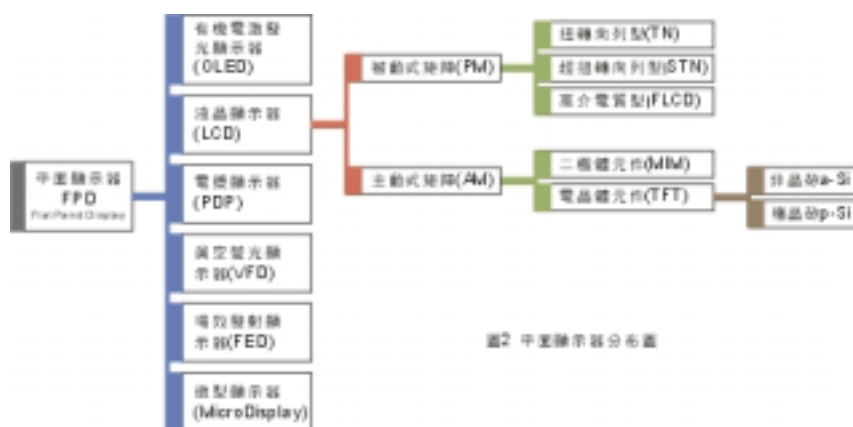 平面顯示器
FPD
Flat Panel Display
有機電激發
光顯示器
(OLED)
液晶顯示器
(LCD)
電漿顯示器
(PDP)
真空螢光顯
示器(VFD)
場效發射顯
示器(FED)
微型顯示器
(MicroDisplay)
被動式矩陣(PM)
主動式矩陣(AM)
扭轉向列型(TN)
超扭轉向列型(STN)
高介電質型(FLCD)
二極體元件(MIM)
電晶體元件(TFT)
非晶矽a-Si
複晶矽p-Si
圖2 平面顯示器分布圖